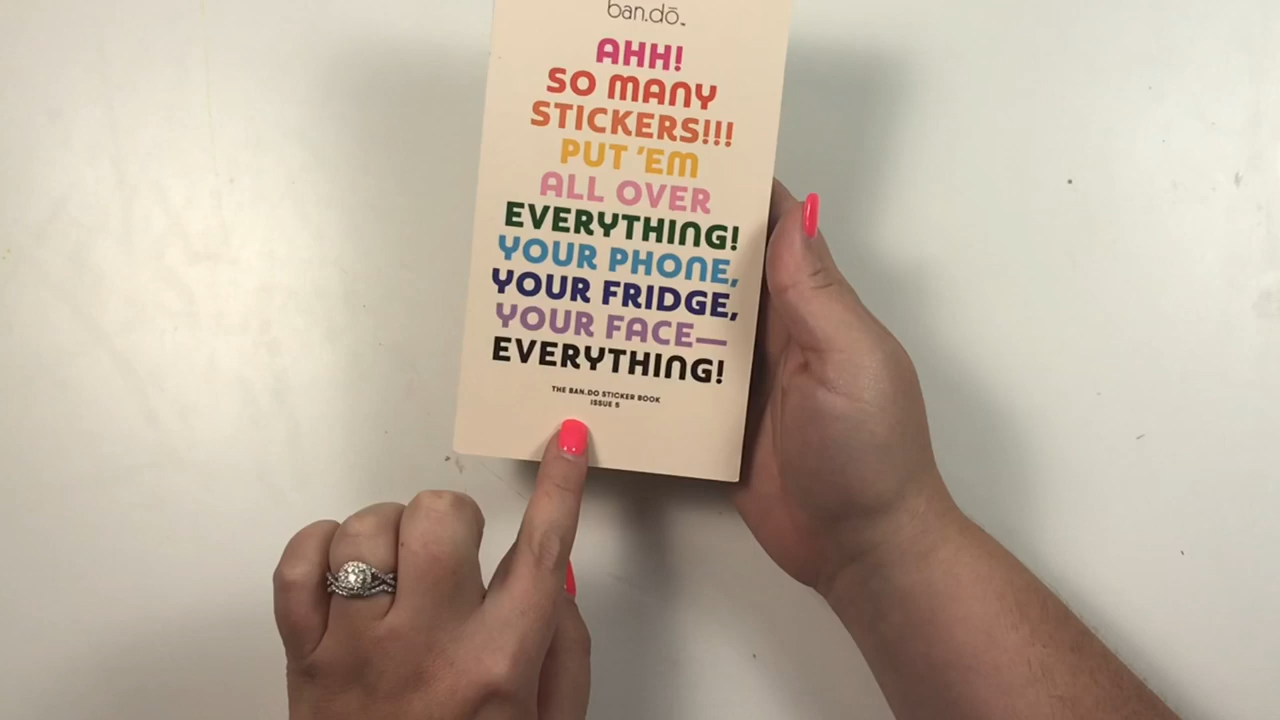 ban.dō™
AHH!
SO MANY
STICKERS!!!
PUT 'EM
ALL OVER
EVERYTHING!
YOUR PHONE,
YOUR FRIDGE,
YOUR FACE—
EVERYTHING!
THE BAN.DO STICKER BOOK
ISSUE 5